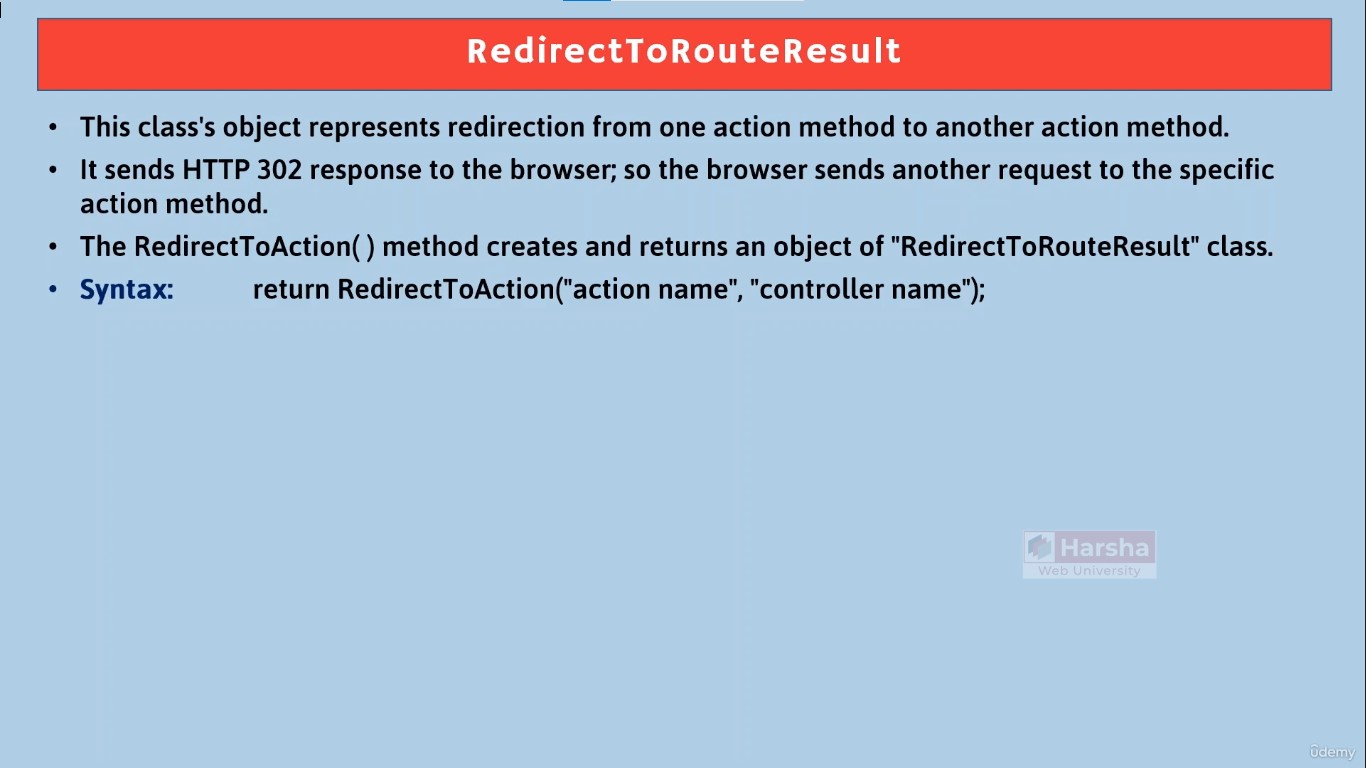 RedirectToRouteResult
• This class's object represents redirection from one action method to another action method.
• It sends HTTP 302 response to the browser; so the browser sends another request to the specific
action method.
• The RedirectToAction( ) method creates and returns an object of "RedirectToRouteResult" class.
• Syntax: return RedirectToAction("action name", "controller name");
Harsha
Web University
ûdemy